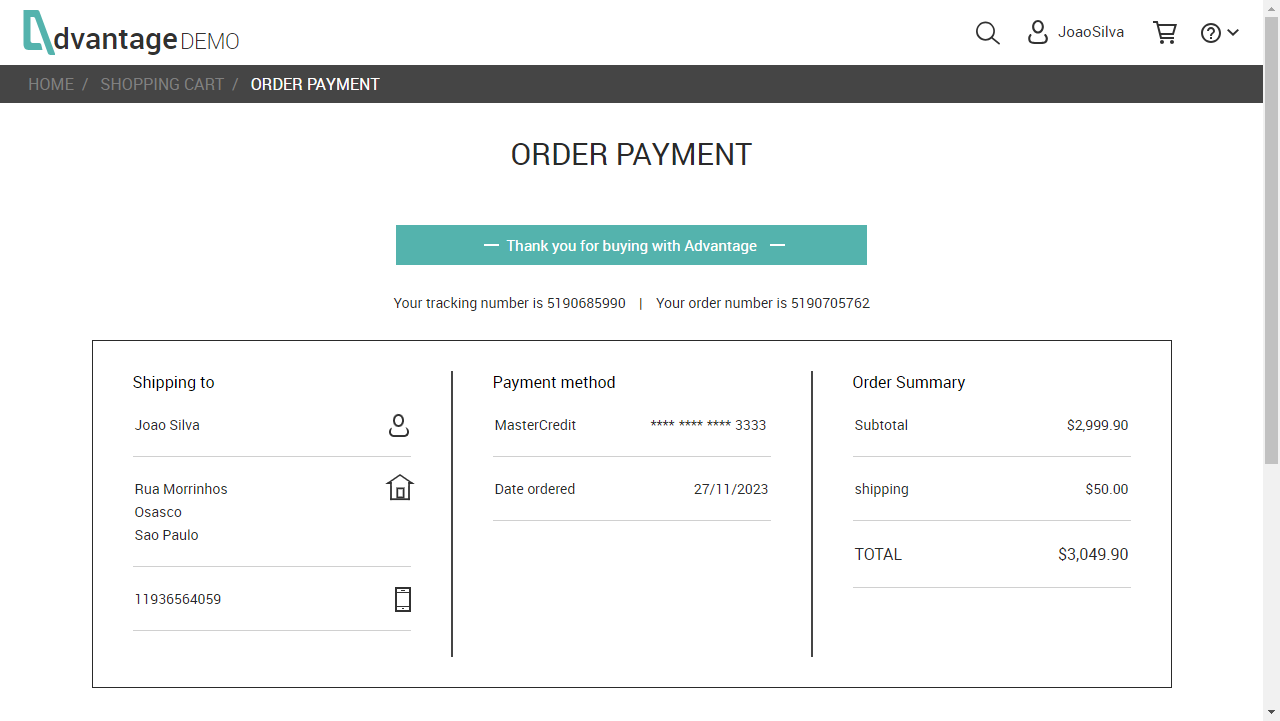 dvantage DEMO
JoaoSilva
HOME / SHOPPING CART / ORDER PAYMENT
ORDER PAYMENT
Thank you for buying with Advantage
Your tracking number is 5190685990 | Your order number is 5190705762
Shipping to
Joao Silva
Rua Morrinhos
Osasco
Sao Paulo
11936564059
Payment method
MasterCredit **** **** **** 3333
Date ordered 27/11/2023
Order Summary
Subtotal $2,999.90
shipping $50.00
TOTAL $3,049.90